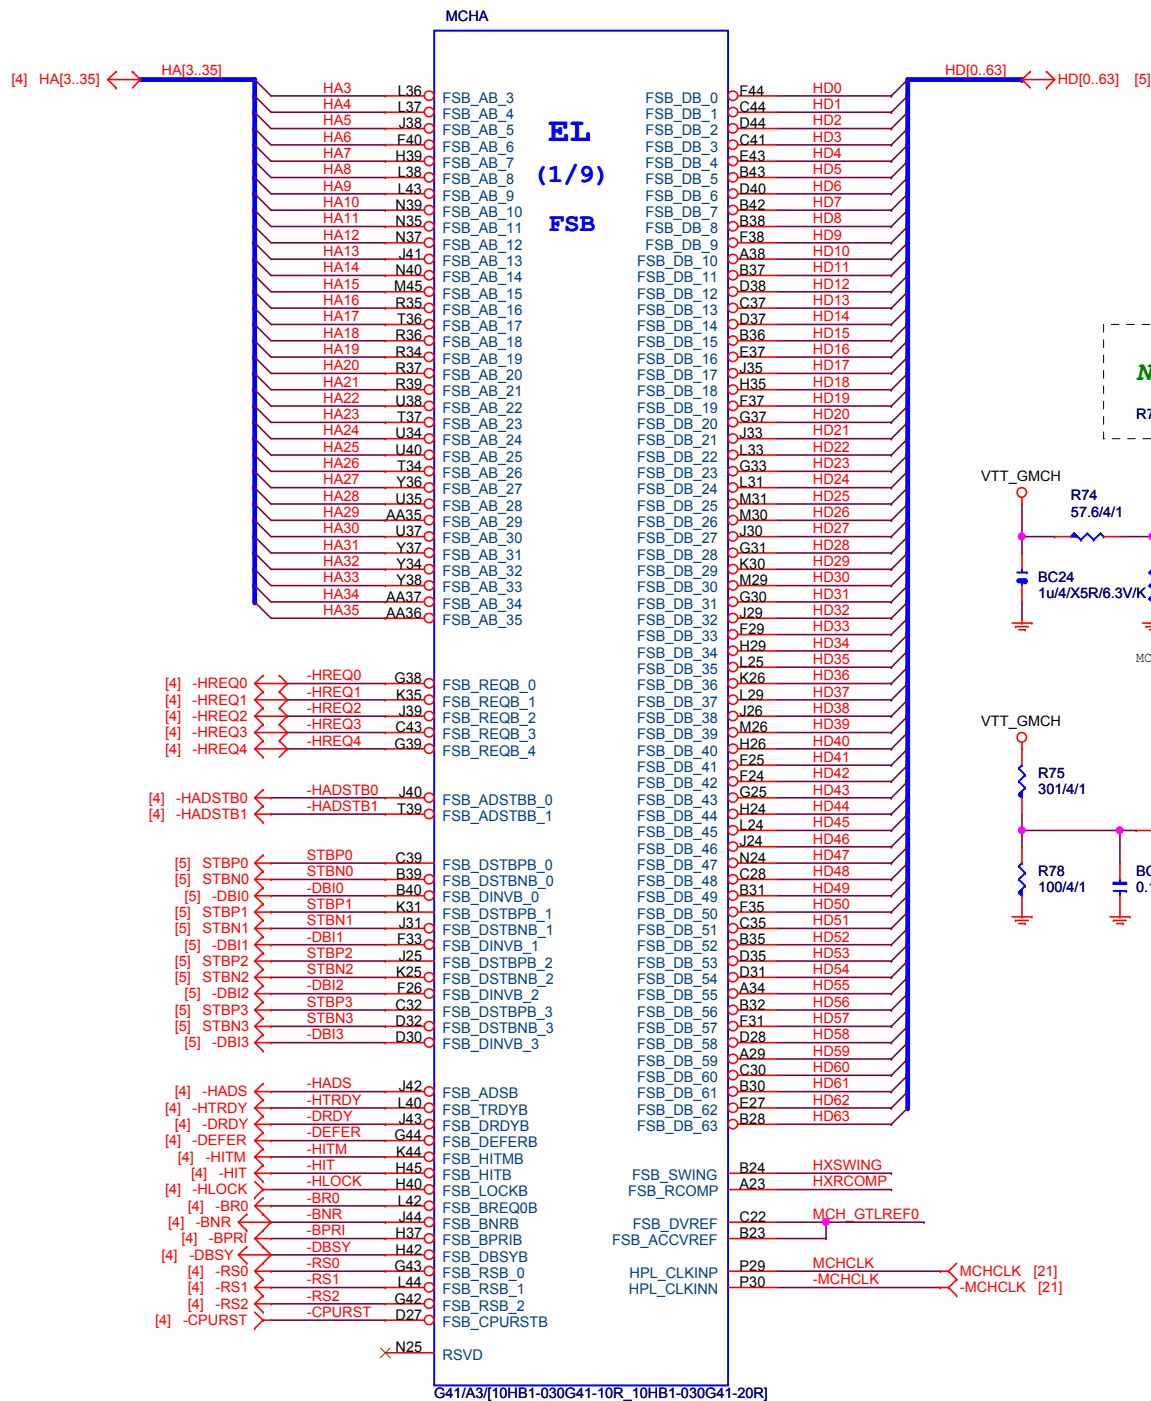 MCHA
[4] HA[3..35] HA[3..35] HD[0..63] HD[0..63] [5]
EL
(1/9)
FSB
HA3 L36 FSB_AB_3 FSB_DB_0 F44 HD0
HA4 L37 FSB_AB_4 FSB_DB_1 C44 HD1
HA5 J38 FSB_AB_5 FSB_DB_2 D44 HD2
HA6 F40 FSB_AB_6 FSB_DB_3 C41 HD3
HA7 H39 FSB_AB_7 FSB_DB_4 E43 HD4
HA8 L38 FSB_AB_8 FSB_DB_5 B43 HD5
HA9 L43 FSB_AB_9 FSB_DB_6 D40 HD6
HA10 N39 FSB_AB_10 FSB_DB_7 B42 HD7
HA11 N35 FSB_AB_11 FSB_DB_8 B38 HD8
HA12 N37 FSB_AB_12 FSB_DB_9 F38 HD9
HA13 J41 FSB_AB_13 FSB_DB_10 A38 HD10
HA14 N40 FSB_AB_14 FSB_DB_11 B37 HD11
HA15 M45 FSB_AB_15 FSB_DB_12 D38 HD12
HA16 R35 FSB_AB_16 FSB_DB_13 C37 HD13
HA17 T36 FSB_AB_17 FSB_DB_14 D37 HD14
HA18 R36 FSB_AB_18 FSB_DB_15 B36 HD15
HA19 R34 FSB_AB_19 FSB_DB_16 E37 HD16
HA20 R37 FSB_AB_20 FSB_DB_17 J35 HD17
HA21 R39 FSB_AB_21 FSB_DB_18 H35 HD18
HA22 U38 FSB_AB_22 FSB_DB_19 F37 HD19
HA23 T37 FSB_AB_23 FSB_DB_20 G37 HD20
HA24 U34 FSB_AB_24 FSB_DB_21 J33 HD21
HA25 U40 FSB_AB_25 FSB_DB_22 L33 HD22
HA26 T34 FSB_AB_26 FSB_DB_23 G33 HD23
HA27 Y36 FSB_AB_27 FSB_DB_24 L31 HD24
HA28 U35 FSB_AB_28 FSB_DB_25 M31 HD25
HA29 AA35 FSB_AB_29 FSB_DB_26 M30 HD26
HA30 U37 FSB_AB_30 FSB_DB_27 J30 HD27
HA31 Y37 FSB_AB_31 FSB_DB_28 G31 HD28
HA32 Y34 FSB_AB_32 FSB_DB_29 K30 HD29
HA33 Y38 FSB_AB_33 FSB_DB_30 M29 HD30
HA34 AA37 FSB_AB_34 FSB_DB_31 G30 HD31
HA35 AA36 FSB_AB_35 FSB_DB_32 J29 HD32
FSB_DB_33 F29 HD33
FSB_DB_34 H29 HD34
FSB_DB_35 L25 HD35
[4] -HREQ0 -HREQ0 G38 FSB_REQB_0 FSB_DB_36 K26 HD36
[4] -HREQ1 -HREQ1 K35 FSB_REQB_1 FSB_DB_37 L29 HD37
[4] -HREQ2 -HREQ2 J39 FSB_REQB_2 FSB_DB_38 J26 HD38
[4] -HREQ3 -HREQ3 C43 FSB_REQB_3 FSB_DB_39 M26 HD39
[4] -HREQ4 -HREQ4 G39 FSB_REQB_4 FSB_DB_40 H26 HD40
FSB_DB_41 F25 HD41
FSB_DB_42 F24 HD42
[4] -HADSTB0 -HADSTB0 J40 FSB_ADSTBB_0 FSB_DB_43 G25 HD43
[4] -HADSTB1 -HADSTB1 T39 FSB_ADSTBB_1 FSB_DB_44 H24 HD44
FSB_DB_45 L24 HD45
FSB_DB_46 J24 HD46
[5] STBP0 STBP0 C39 FSB_DSTBPB_0 FSB_DB_47 N24 HD47
[5] STBN0 STBN0 B39 FSB_DSTBNB_0 FSB_DB_48 C28 HD48
[5] -DBI0 -DBI0 B40 FSB_DINVB_0 FSB_DB_49 B31 HD49
[5] STBP1 STBP1 K31 FSB_DSTBPB_1 FSB_DB_50 F35 HD50
[5] STBN1 STBN1 J31 FSB_DSTBNB_1 FSB_DB_51 C35 HD51
[5] -DBI1 -DBI1 F33 FSB_DINVB_1 FSB_DB_52 B35 HD52
[5] STBP2 STBP2 J25 FSB_DSTBPB_2 FSB_DB_53 D35 HD53
[5] STBN2 STBN2 K25 FSB_DSTBNB_2 FSB_DB_54 D31 HD54
[5] -DBI2 -DBI2 F26 FSB_DINVB_2 FSB_DB_55 A34 HD55
[5] STBP3 STBP3 C32 FSB_DSTBPB_3 FSB_DB_56 B32 HD56
[5] STBN3 STBN3 D32 FSB_DSTBNB_3 FSB_DB_57 F31 HD57
[5] -DBI3 -DBI3 D30 FSB_DINVB_3 FSB_DB_58 D28 HD58
FSB_DB_59 A29 HD59
FSB_DB_60 C30 HD60
[4] -HADS -HADS J42 FSB_ADSB FSB_DB_61 B30 HD61
[4] -HTRDY -HTRDY L40 FSB_TRDYB FSB_DB_62 E27 HD62
[4] -DRDY -DRDY J43 FSB_DRDYB FSB_DB_63 B28 HD63
[4] -DEFER -DEFER G44 FSB_DEFERB
[4] -HITM -HITM K44 FSB_HITMB
[4] -HIT -HIT H45 FSB_HITB FSB_SWING B24 HXSWING
[4] -HLOCK -HLOCK H40 FSB_LOCKB FSB_RCOMP A23 HXRCOMP
[4] -BR0 -BR0 L42 FSB_BREQ0B
[4] -BNR -BNR J44 FSB_BNRB FSB_DVREF C22 MCH_GTLREF0
[4] -BPRI -BPRI H37 FSB_BPRIB FSB_ACCVREF B23
[4] -DBSY -DBSY H42 FSB_DBSYB
[4] -RS0 -RS0 G43 FSB_RSB_0 HPL_CLKINP P29 MCHCLK MCHCLK [21]
[4] -RS1 -RS1 L44 FSB_RSB_1 HPL_CLKINN P30 -MCHCLK -MCHCLK [21]
[4] -RS2 -RS2 G42 FSB_RSB_2
[4] -CPURST -CPURST D27 FSB_CPURSTB
N25 RSVD
G41/A3/[10HB1-030G41-10R_10HB1-030G41-20R]
N
R7
VTT_GMCH
R74
57.6/4/1
BC24
1u/4/X5R/6.3V/K
MC
VTT_GMCH
R75
301/4/1
R78
100/4/1
BC
0.1